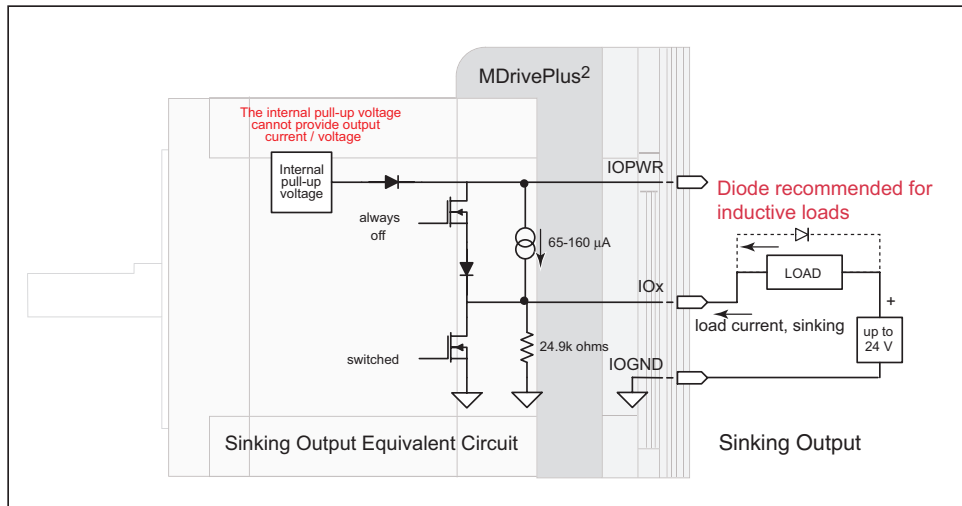 MDrivePlus²
The internal pull-up voltage
cannot provide output
current / voltage
Internal
pull-up
voltage
IOPWR
always
off
65-160 µA
Diode recommended for
inductive loads
LOAD
IOx
load current, sinking
+
up to
24 V
switched
24.9k ohms
IOGND
Sinking Output Equivalent Circuit
Sinking Output